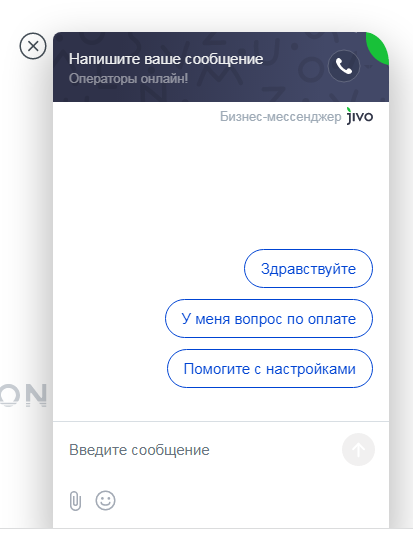 Напишите ваше сообщение
Операторы онлайн!
Бизнес-мессенджер jivo
Здравствуйте
У меня вопрос по оплате
Помогите с настройками
ON
Введите сообщение